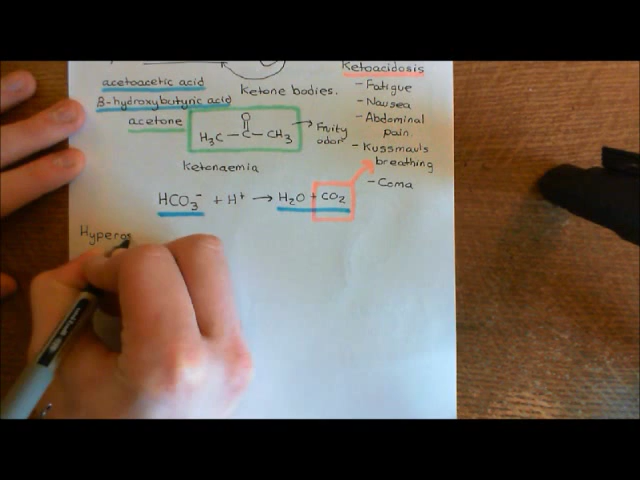 acetoacetic acid
β-hydroxybutyric acid
acetone
Ketone bodies.
O
H₃C — C — CH₃
Fruity
odor
Ketonaemia
HCO₃⁻ + H⁺ → H₂O + CO₂
Hyperos
Ketoacidosis
- Fatigue
- Nausea
- Abdominal
pain.
- Kussmauls
breathing
- Coma